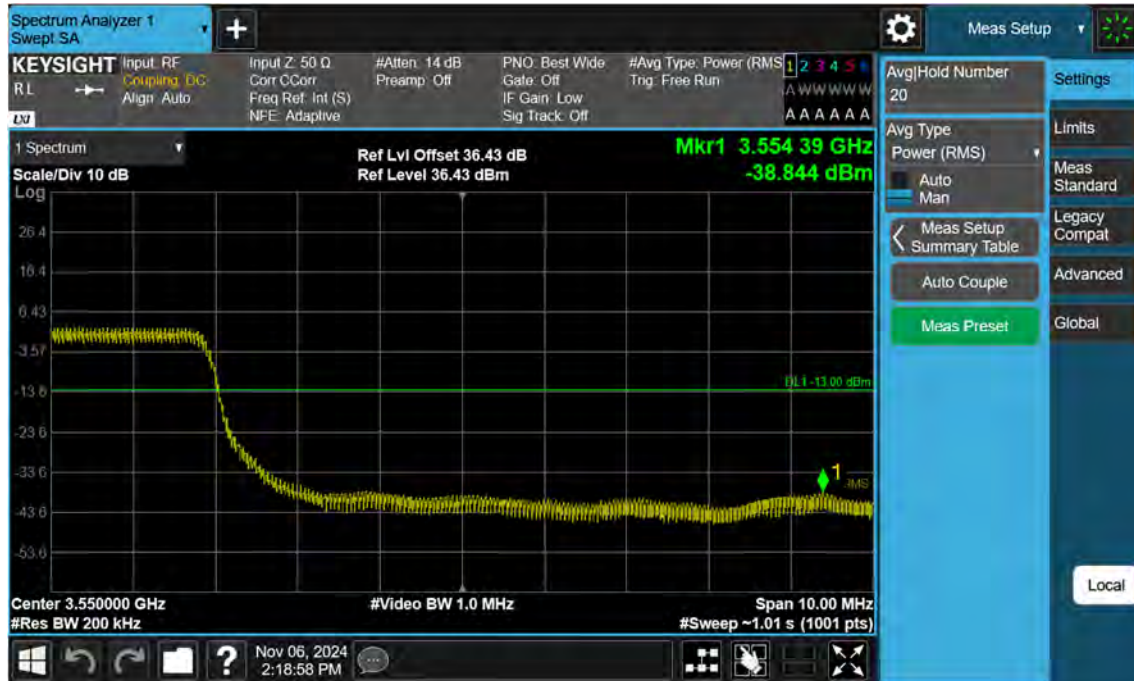 Spectrum Analyzer 1
Swept SA
+
Meas Setup
KEYSIGHT
R L
LXI
Input: RF
Coupling: DC
Align: Auto
Input Z: 50 Ω
Corr CCorr
Freq Ref: Int (S)
NFE: Adaptive
#Atten: 14 dB
Preamp: Off
PNO: Best Wide
Gate: Off
IF Gain: Low
Sig Track: Off
#Avg Type: Power (RMS)
Trig: Free Run
1 2 3 4 5 6
A W W W W W
A A A A A A
1 Spectrum
Scale/Div 10 dB
Log
Ref Lvl Offset 36.43 dB
Ref Level 36.43 dBm
Mkr1 3.554 39 GHz
-38.844 dBm
26.4
16.4
6.43
-3.57
-13.6
-23.6
-33.6
-43.6
-53.6
DL1 -13.00 dBm
1
RMS
Center 3.550000 GHz
#Res BW 200 kHz
#Video BW 1.0 MHz
Span 10.00 MHz
#Sweep ~1.01 s (1001 pts)
Avg|Hold Number
20
Avg Type
Power (RMS)
Auto
Man
Meas Setup
Summary Table
Auto Couple
Meas Preset
Settings
Limits
Meas
Standard
Legacy
Compat
Advanced
Global
Local
?
Nov 06, 2024
2:18:58 PM